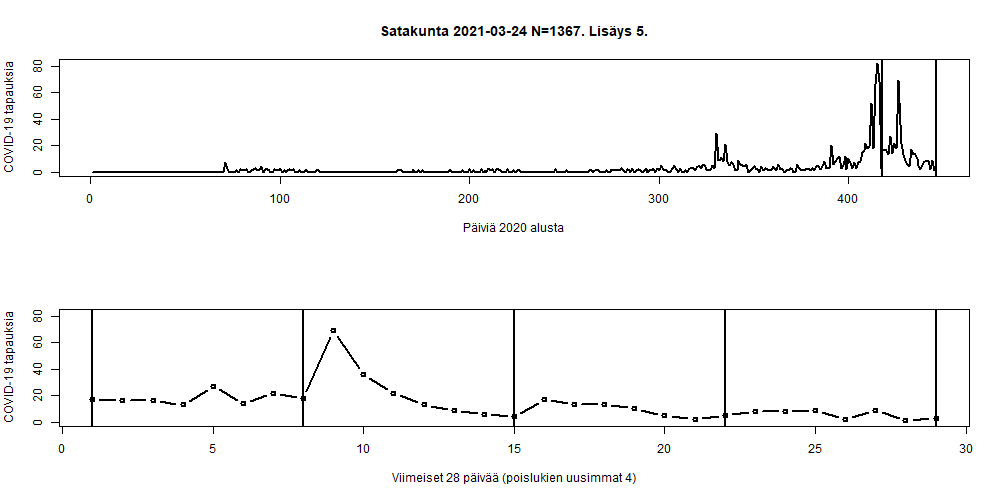 Satakunta 2021-03-24 N=1367. Lisäys 5.
COVID-19 tapauksia
80
60
40
20
0
0 100 200 300 400
Päiviä 2020 alusta
COVID-19 tapauksia
80
60
40
20
0
0 5 10 15 20 25 30
Viimeiset 28 päivää (poislukien uusimmat 4)